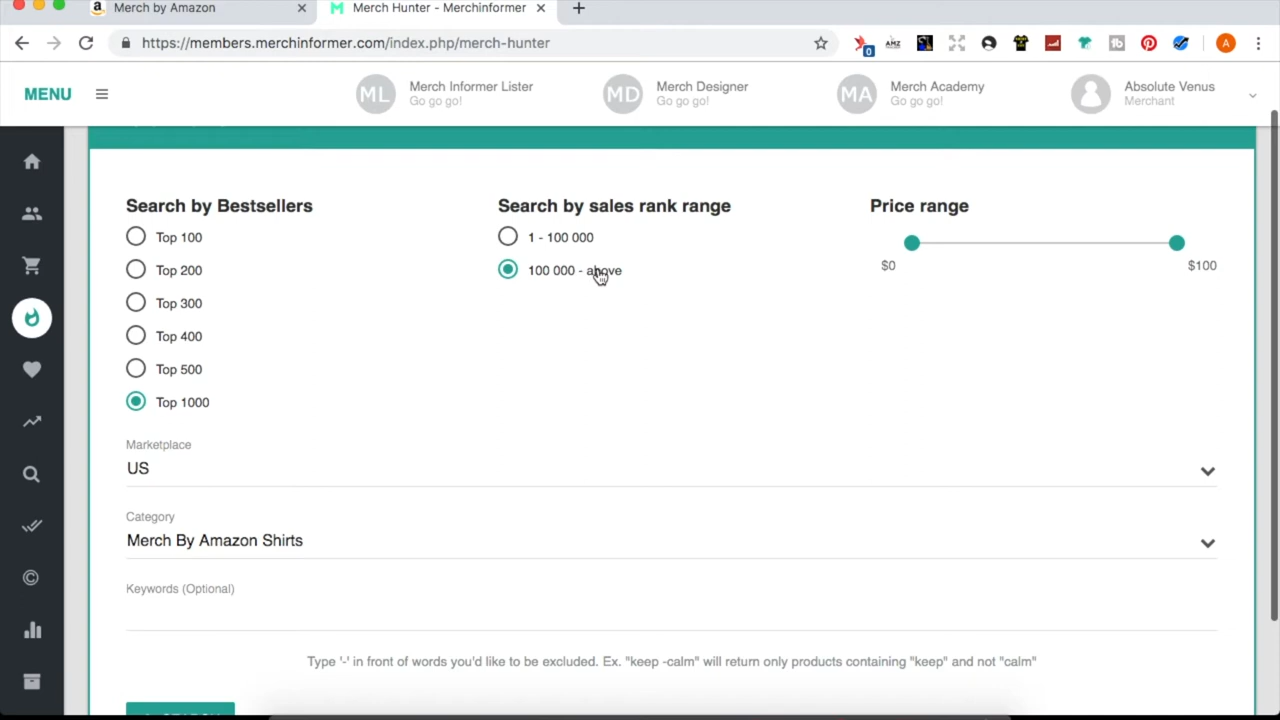 Merch by Amazon
Merch Hunter - Merchinformer
https://members.merchinformer.com/index.php/merch-hunter
0
AMZ
A
MENU
ML
Merch Informer Lister
Go go go!
MD
Merch Designer
Go go go!
MA
Merch Academy
Go go go!
Absolute Venus
Merchant
Search by Bestsellers
Top 100
Top 200
Top 300
Top 400
Top 500
Top 1000
Search by sales rank range
1 - 100 000
100 000 - above
Price range
$0
$100
Marketplace
US
Category
Merch By Amazon Shirts
Keywords (Optional)
Type '-' in front of words you'd like to be excluded. Ex. "keep -calm" will return only products containing "keep" and not "calm"